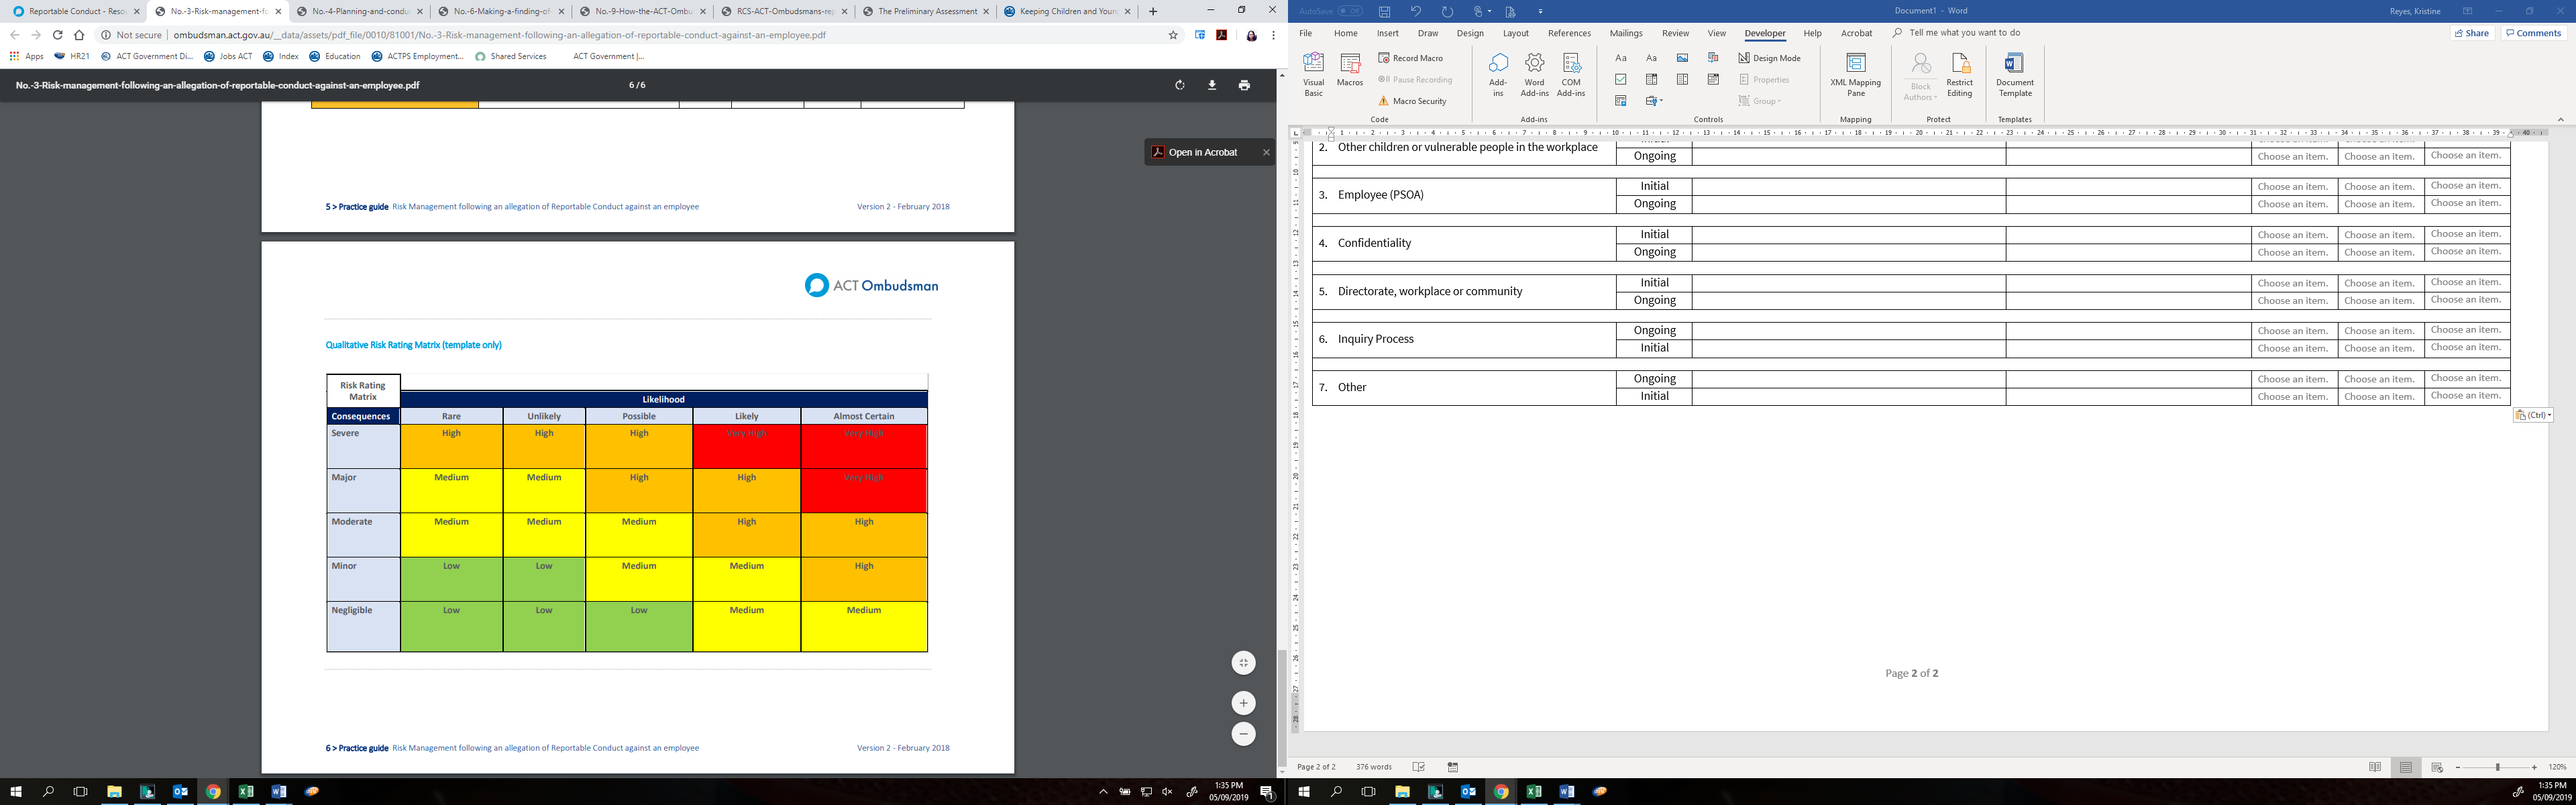 Reportable Conduct - Reso
No.-3-Risk-management-fo
No.-4-Planning-and-condu
No.-6-Making-a-finding-of
No.-9-How-the-ACT-Ombu
RCS-ACT-Ombudsmans-rep
The Preliminary Assessment
Keeping Children and Youn
Not secure | ombudsman.act.gov.au/__data/assets/pdf_file/0010/81001/No.-3-Risk-management-following-an-allegation-of-reportable-conduct-against-an-employee.pdf
Apps HR21 ACT Government Di... Jobs ACT Index Education ACTPS Employment... Shared Services ACT Government |...
No.-3-Risk-management-following-an-allegation-of-reportable-conduct-against-an-employee.pdf 6 / 6
Open in Acrobat
5 > Practice guide Risk Management following an allegation of Reportable Conduct against an employee Version 2 - February 2018
ACT Ombudsman
Qualitative Risk Rating Matrix (template only)
Risk Rating
Matrix
Likelihood
Consequences Rare Unlikely Possible Likely Almost Certain
Severe High High High Very High Very High
Major Medium Medium High High Very High
Moderate Medium Medium Medium High High
Minor Low Low Medium Medium High
Negligible Low Low Low Medium Medium
6 > Practice guide Risk Management following an allegation of Reportable Conduct against an employee Version 2 - February 2018
1:35 PM
05/09/2019
AutoSave Off Document1 - Word Reyes, Kristine
File Home Insert Draw Design Layout References Mailings Review View Developer Help Acrobat Tell me what you want to do Share Comments
Visual
Basic
Macros
Record Macro
Pause Recording
Macro Security
Code
Add-
ins
Word
Add-ins
COM
Add-ins
Add-ins
Aa Aa
Design Mode
Properties
Group
Controls
XML Mapping
Pane
Mapping
Block
Authors
Restrict
Editing
Protect
Document
Template
Templates
2. Other children or vulnerable people in the workplace
Ongoing Choose an item. Choose an item. Choose an item.
3. Employee (PSOA)
Initial Choose an item. Choose an item. Choose an item.
Ongoing Choose an item. Choose an item. Choose an item.
4. Confidentiality
Initial Choose an item. Choose an item. Choose an item.
Ongoing Choose an item. Choose an item. Choose an item.
5. Directorate, workplace or community
Initial Choose an item. Choose an item. Choose an item.
Ongoing Choose an item. Choose an item. Choose an item.
6. Inquiry Process
Ongoing Choose an item. Choose an item. Choose an item.
Initial Choose an item. Choose an item. Choose an item.
7. Other
Ongoing Choose an item. Choose an item. Choose an item.
Initial Choose an item. Choose an item. Choose an item.
(Ctrl)
Page 2 of 2
Page 2 of 2 376 words 120%
1:35 PM
05/09/2019